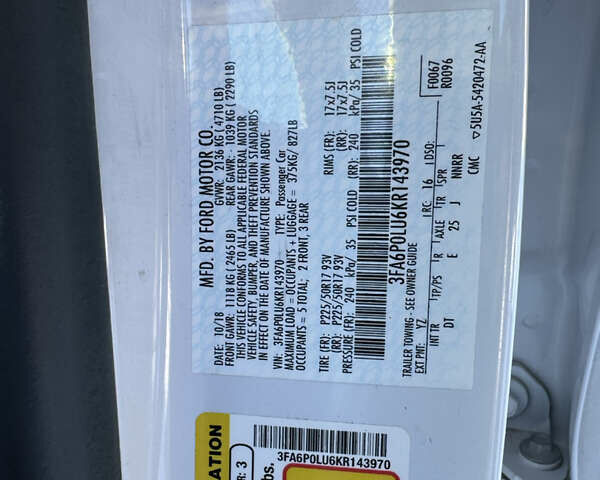 MFD. BY FORD MOTOR CO.
DATE: 10/18 GVWR: 2136 KG ( 4710 LB)
FRONT GAWR: 1118 KG ( 2465 LB) REAR GAWR: 1039 KG ( 2290 LB)
THIS VEHICLE CONFORMS TO ALL APPLICABLE FEDERAL MOTOR
VEHICLE SAFETY, BUMPER, AND THEFT PREVENTION STANDARDS
IN EFFECT ON THE DATE OF MANUFACTURE SHOWN ABOVE.
VIN: 3FA6P0LU6KR143970 TYPE: Passenger Car
MAXIMUM LOAD = OCCUPANTS + LUGGAGE = 375KG/ 827LB
OCCUPANTS = 5 TOTAL; 2 FRONT, 3 REAR
TIRE (FR): P225/50R17 93V RIMS (FR): 17x7.5J
(RR): P225/50R17 93V (RR): 17x7.5J
PRESSURE (FR): 240 kPa/ 35 PSI COLD (RR): 240 kPa/ 35 PSI COLD
3FA6P0LU6KR143970
TRAILER TOWING - SEE OWNER GUIDE
F0067
R0096
EXT PNT: YZ RC: 16 DSO:
INT TR TP/PS R AXLE TR SPR
DT E 25 J NNRR
CMC
5U5A-5420472-AA
ATION
R: 3
bs.
3FA6P0LU6KR143970